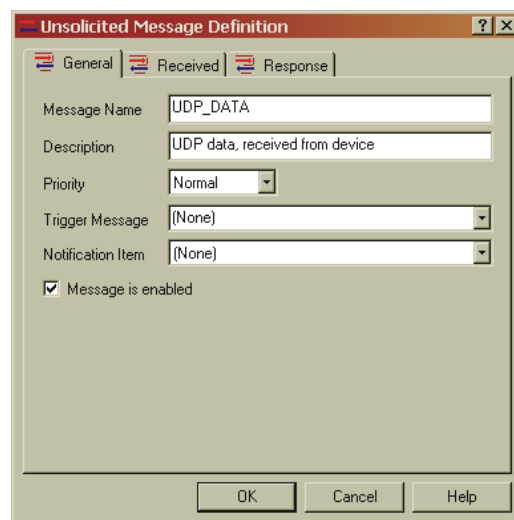 Unsolicited Message Definition ? ×
General Received Response
Message Name UDP_DATA
Description UDP data, received from device
Priority Normal
Trigger Message (None)
Notification Item (None)
Message is enabled
OK Cancel Help